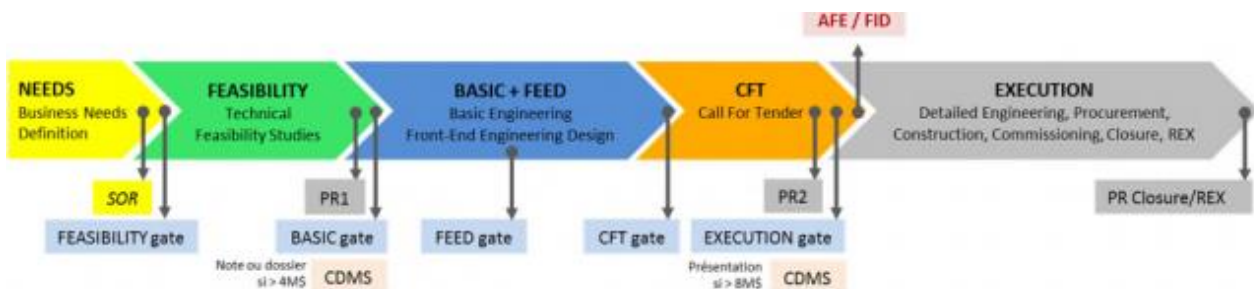 AFE / FID
NEEDS
Business Needs
Definition
FEASIBILITY
Technical
Feasibility Studies
BASIC + FEED
Basic Engineering
Front-End Engineering Design
CFT
Call For Tender
EXECUTION
Detailed Engineering, Procurement,
Construction, Commissioning, Closure, REX
SOR
PR1
PR2
PR Closure/REX
FEASIBILITY gate
BASIC gate
FEED gate
CFT gate
EXECUTION gate
Note ou dossier
si > 4M$
CDMS
Présentation
si > 8M$
CDMS